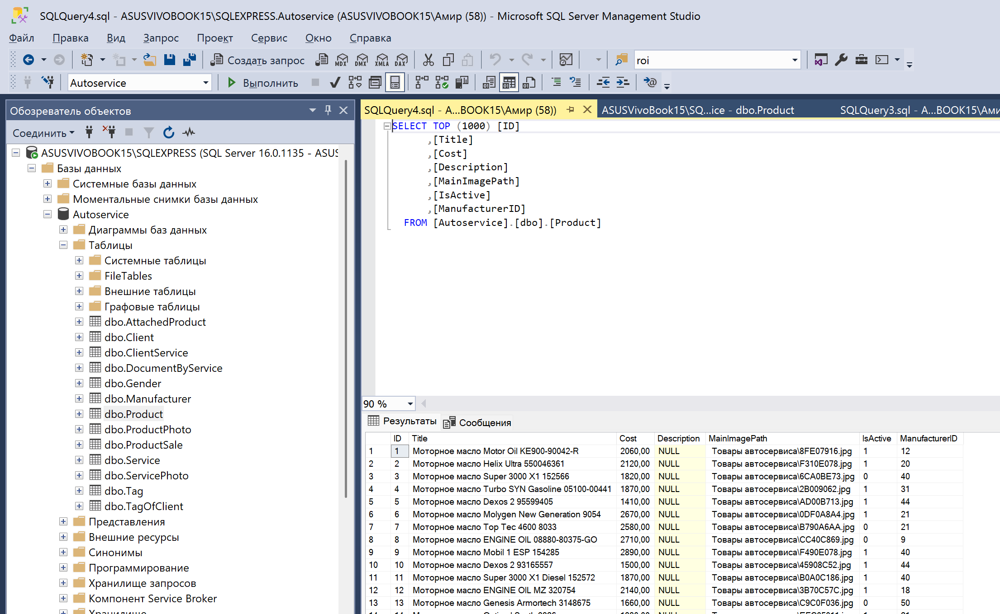 SQLQuery4.sql - ASUSVIVOBOOK15\SQLEXPRESS.Autoservice (ASUSVIVOBOOK15\Амир (58)) - Microsoft SQL Server Management Studio
Файл Правка Вид Запрос Проект Сервис Окно Справка
Создать запрос MDX DMX XMLA DAX roi
Autoservice Выполнить
Обозреватель объектов
Соединить
ASUSVIVOBOOK15\SQLEXPRESS (SQL Server 16.0.1135 - ASUS
Базы данных
Системные базы данных
Моментальные снимки базы данных
Autoservice
Диаграммы баз данных
Таблицы
Системные таблицы
FileTables
Внешние таблицы
Графовые таблицы
dbo.AttachedProduct
dbo.Client
dbo.ClientService
dbo.DocumentByService
dbo.Gender
dbo.Manufacturer
dbo.Product
dbo.ProductPhoto
dbo.ProductSale
dbo.Service
dbo.ServicePhoto
dbo.Tag
dbo.TagOfClient
Представления
Внешние ресурсы
Синонимы
Программирование
Хранилище запросов
Компонент Service Broker
Хранилище
SQLQuery4.sql - A...BOOK15\Амир (58)) ASUSVivoBook15\SQ...ice - dbo.Product SQLQuery3.sql - A...BOOK15\Ами
SELECT TOP (1000) [ID]
,[Title]
,[Cost]
,[Description]
,[MainImagePath]
,[IsActive]
,[ManufacturerID]
FROM [Autoservice].[dbo].[Product]
90 %
Результаты Сообщения
ID Title Cost Description MainImagePath IsActive ManufacturerID
1 1 Моторное масло Motor Oil KE900-90042-R 2060,00 NULL Товары автосервиса\8FE07916.jpg 1 12
2 2 Моторное масло Helix Ultra 550046361 2120,00 NULL Товары автосервиса\F310E078.jpg 1 20
3 3 Моторное масло Super 3000 X1 152566 1820,00 NULL Товары автосервиса\6CA0BE73.jpg 0 40
4 4 Моторное масло Turbo SYN Gasoline 05100-00441 1870,00 NULL Товары автосервиса\2B009062.jpg 1 31
5 5 Моторное масло Dexos 2 95599405 1410,00 NULL Товары автосервиса\AD00B713.jpg 1 44
6 6 Моторное масло Molygen New Generation 9054 2670,00 NULL Товары автосервиса\0DF0A8A4.jpg 1 21
7 7 Моторное масло Top Tec 4600 8033 2580,00 NULL Товары автосервиса\B790A6AA.jpg 0 21
8 8 Моторное масло ENGINE OIL 08880-80375-GO 2710,00 NULL Товары автосервиса\CC40C869.jpg 0 9
9 9 Моторное масло Mobil 1 ESP 154285 2890,00 NULL Товары автосервиса\F490E078.jpg 1 40
10 10 Моторное масло Dexos 2 93165557 1500,00 NULL Товары автосервиса\45908C52.jpg 1 44
11 11 Моторное масло Super 3000 X1 Diesel 152572 1870,00 NULL Товары автосервиса\B0A0C186.jpg 1 40
12 12 Моторное масло ENGINE OIL MZ 320754 2140,00 NULL Товары автосервиса\3B70C57C.jpg 1 18
13 13 Моторное масло Genesis Armortech 3148675 1660,00 NULL Товары автосервиса\C9C0F036.jpg 0 50